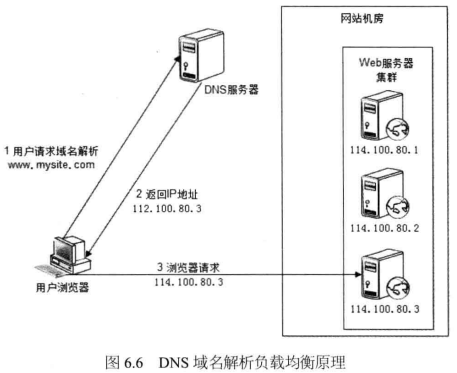 网站机房
Web服务器
集群
DNS服务器
114.100.80.1
1 用户请求域名解析
www.mysite.com
2 返回IP地址
112.100.80.3
114.100.80.2
3 浏览器请求
114.100.80.3
用户浏览器
114.100.80.3
图 6.6 DNS 域名解析负载均衡原理